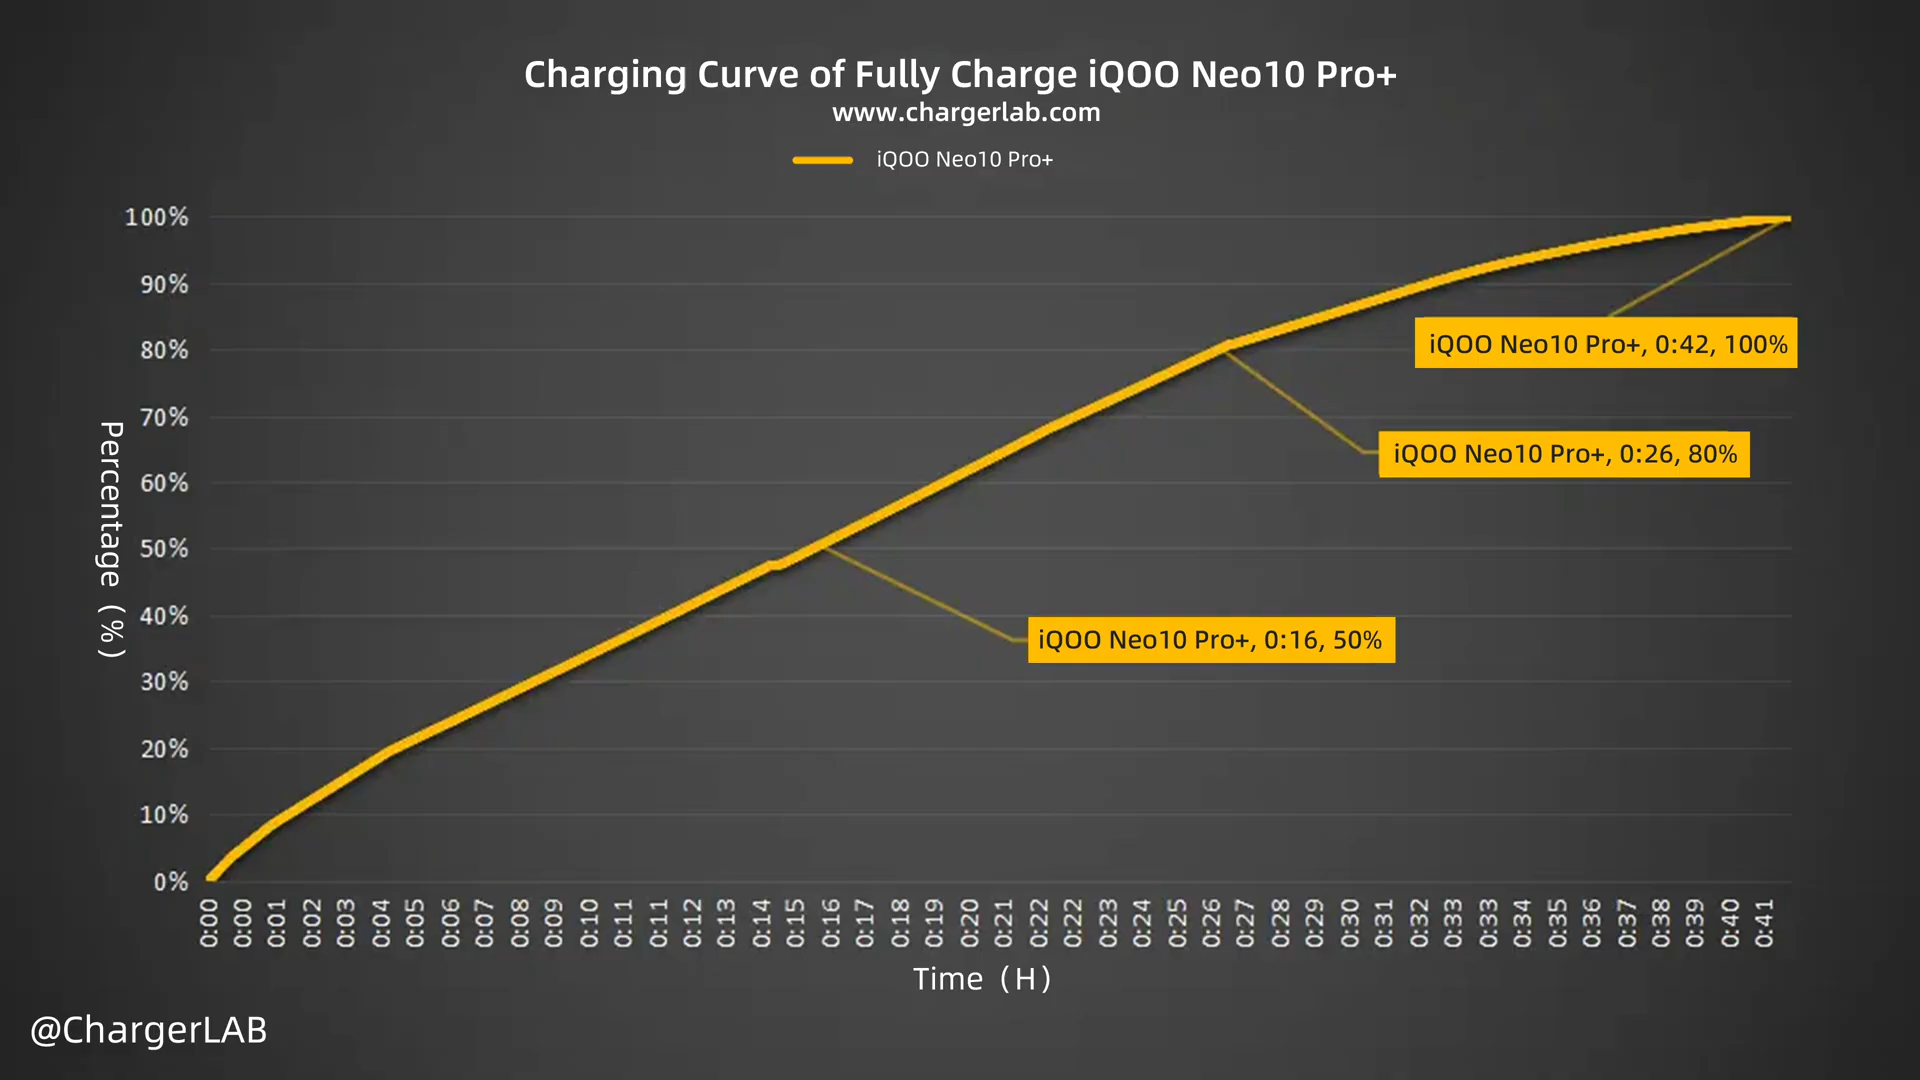 Charging Curve of Fully Charge iQOO Neo10 Pro+
www.chargerlab.com
iQOO Neo10 Pro+
100%
90%
80%
70%
60%
50%
40%
30%
20%
10%
0%
Percentage（%）
iQOO Neo10 Pro+, 0:42, 100%
iQOO Neo10 Pro+, 0:26, 80%
iQOO Neo10 Pro+, 0:16, 50%
0:00 0:00 0:01 0:02 0:03 0:04 0:05 0:06 0:07 0:08 0:09 0:10 0:11 0:11 0:12 0:13 0:14 0:15 0:16 0:17 0:18 0:19 0:20 0:21 0:22 0:22 0:23 0:24 0:25 0:26 0:27 0:28 0:29 0:30 0:31 0:32 0:33 0:33 0:34 0:35 0:36 0:37 0:38 0:39 0:40 0:41
Time（H）
@ChargerLAB